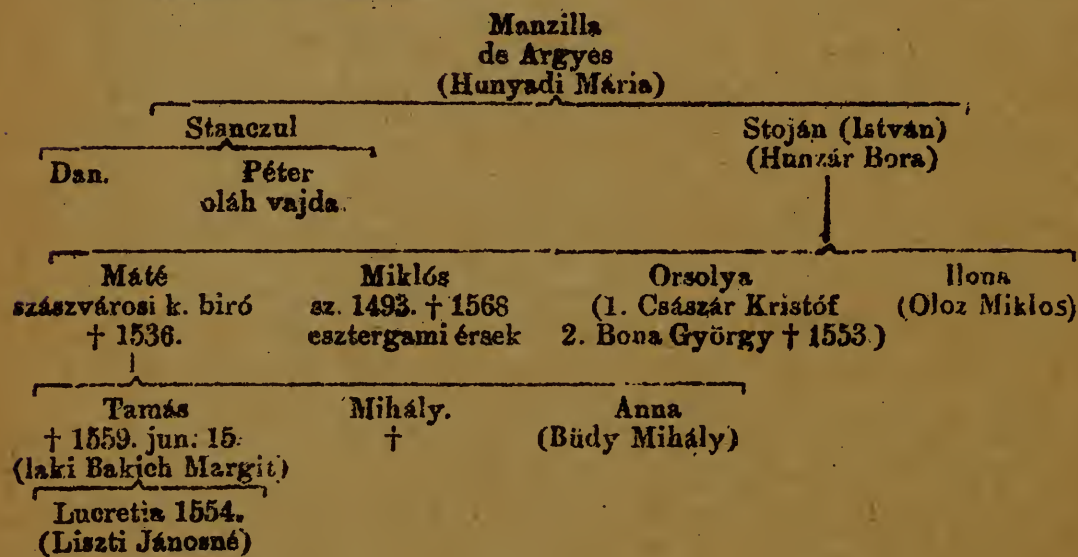 Manzilla
de Argyes
(Hunyadi Mária)
Stanczul Stoján (István)
(Hunzár Bora)
Dan. Péter
oláh vajda.
Máté Miklós Orsolya Ilona
szászvárosi k. biró sz. 1493. † 1568 (1. Császár Kristóf (Oloz Miklos)
† 1536. esztergami érsek 2. Bona György † 1553.)
Tamás Mihály. Anna
† 1559. jun. 15. † (Büdy Mihály)
(laki Bakich Margit)
Lucretia 1554.
(Liszti Jánosné)